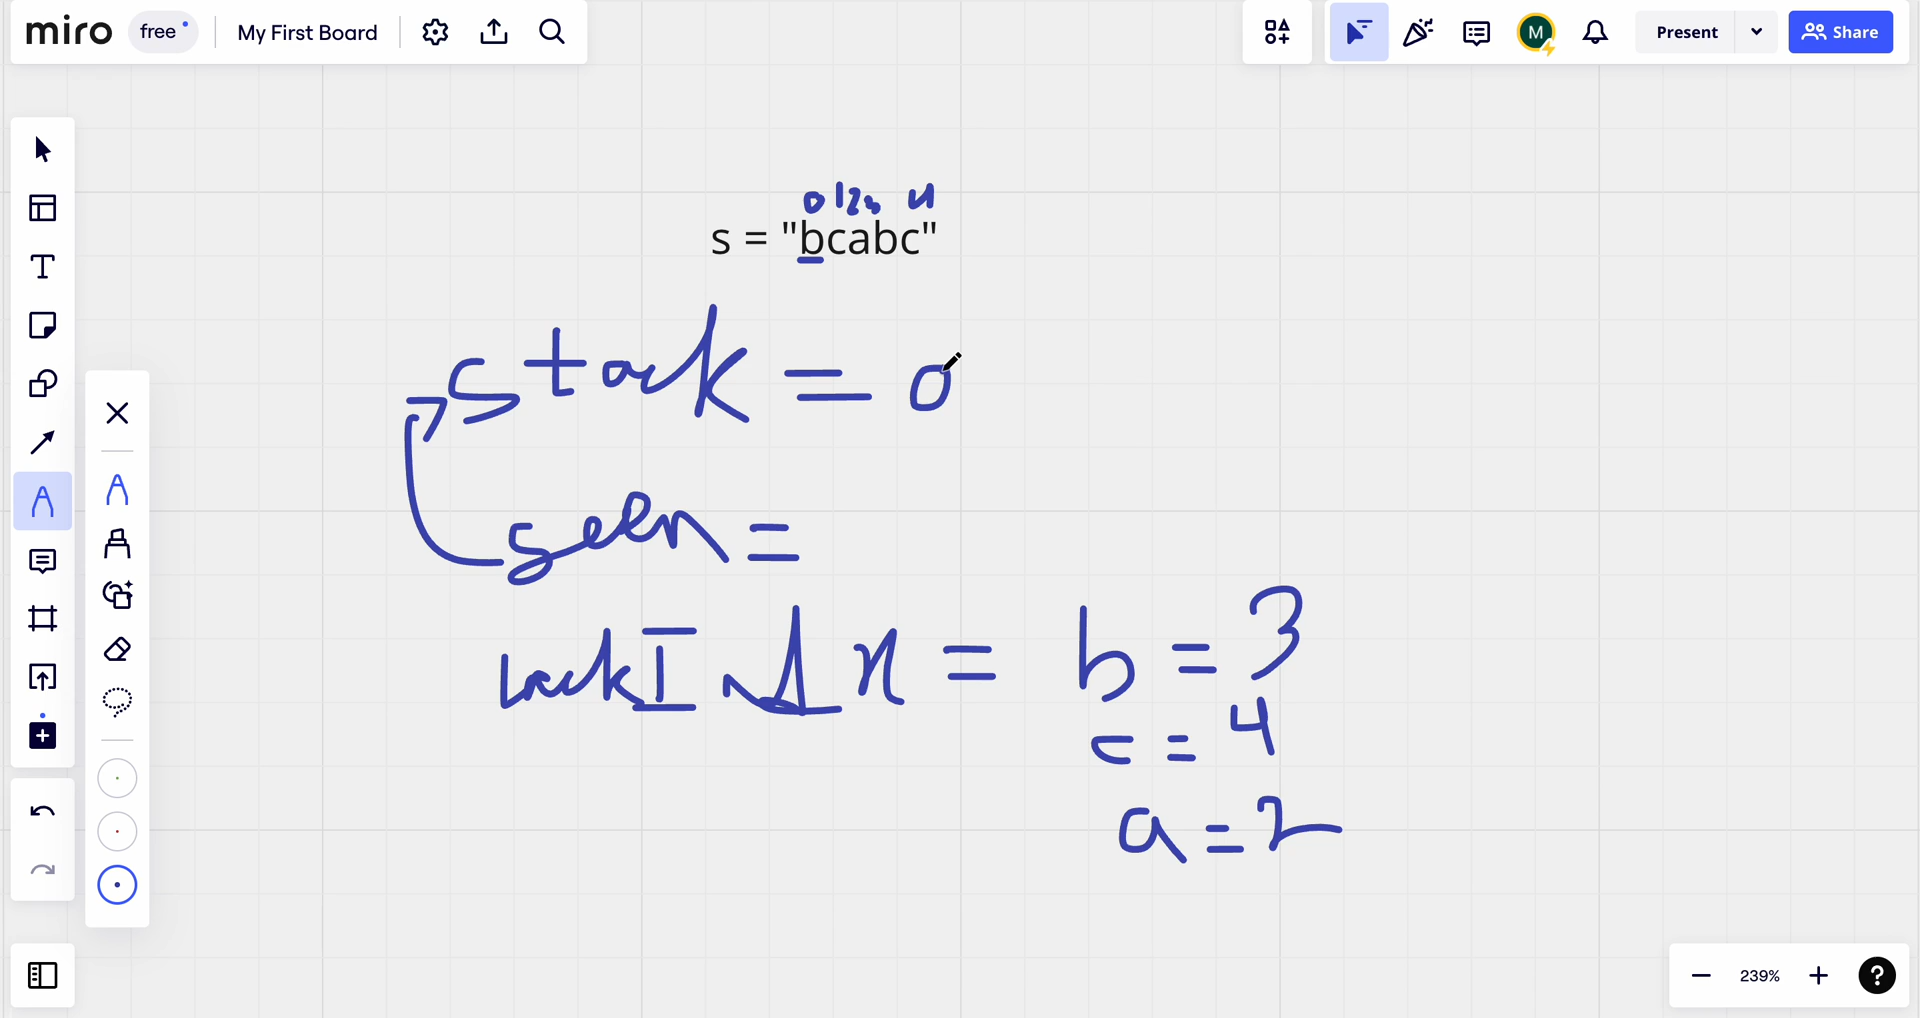 miro free My First Board Present Share
M
0 1 2 3 4
s = "bcabc"
stack = 0
seen =
lastIdx = b = 3
c = 4
a = 2
239%